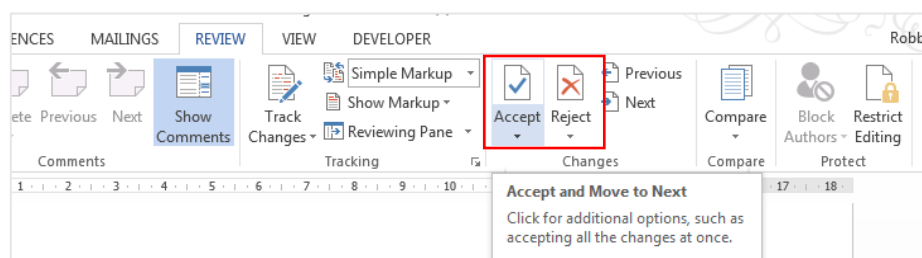 ENCES MAILINGS REVIEW VIEW DEVELOPER Robb
ete Previous Next Show Comments
Track Changes
Simple Markup
Show Markup
Reviewing Pane
Accept Reject
Previous
Next
Compare
Block Authors
Restrict Editing
Comments Tracking Changes Compare Protect
1 2 3 4 5 6 7 8 9 10 17 18
Accept and Move to Next
Click for additional options, such as
accepting all the changes at once.